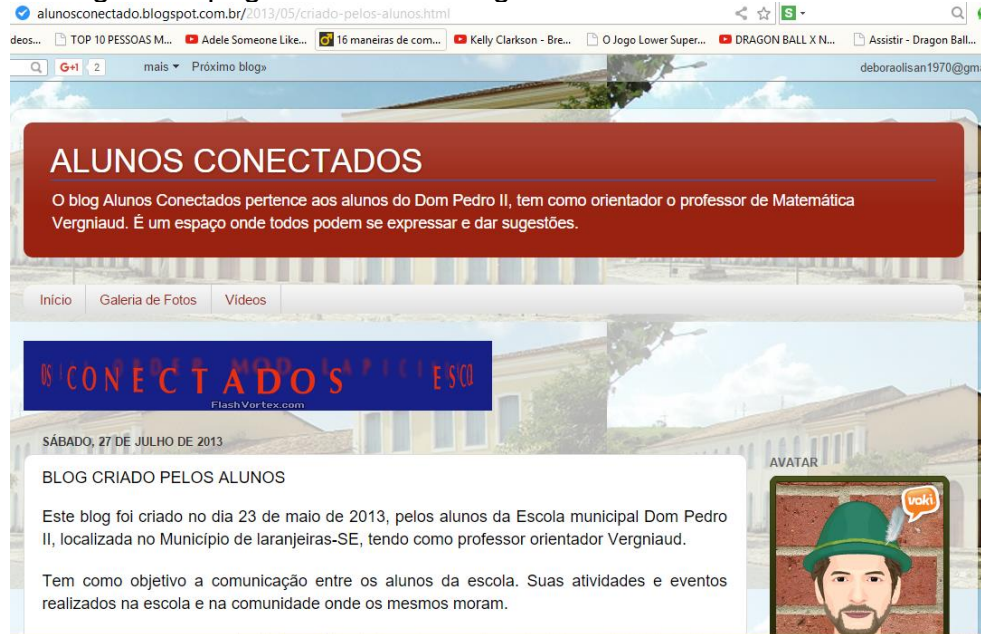 alunosconectado.blogspot.com.br/2013/05/criado-pelos-alunos.html
S
deos... TOP 10 PESSOAS M... Adele Someone Like... 16 maneiras de com... Kelly Clarkson - Bre... O Jogo Lower Super... DRAGON BALL X N... Assistir - Dragon Ball...
G+1 2 mais Próximo blog» deboraolisan1970@gma
ALUNOS CONECTADOS
O blog Alunos Conectados pertence aos alunos do Dom Pedro II, tem como orientador o professor de Matemática
Vergniaud. É um espaço onde todos podem se expressar e dar sugestões.
Início Galeria de Fotos Vídeos
OS CONECTADOS ESCO
FlashVortex.com
SÁBADO, 27 DE JULHO DE 2013
AVATAR
BLOG CRIADO PELOS ALUNOS
voki
Este blog foi criado no dia 23 de maio de 2013, pelos alunos da Escola municipal Dom Pedro
II, localizada no Município de laranjeiras-SE, tendo como professor orientador Vergniaud.
Tem como objetivo a comunicação entre os alunos da escola. Suas atividades e eventos
realizados na escola e na comunidade onde os mesmos moram.